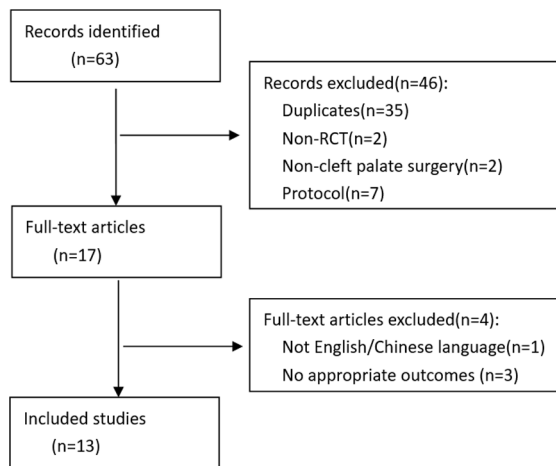 Records identified
(n=63)
Records excluded(n=46):
Duplicates(n=35)
Non-RCT(n=2)
Non-cleft palate surgery(n=2)
Protocol(n=7)
Full-text articles
(n=17)
Full-text articles excluded(n=4):
Not English/Chinese language(n=1)
No appropriate outcomes (n=3)
Included studies
(n=13)